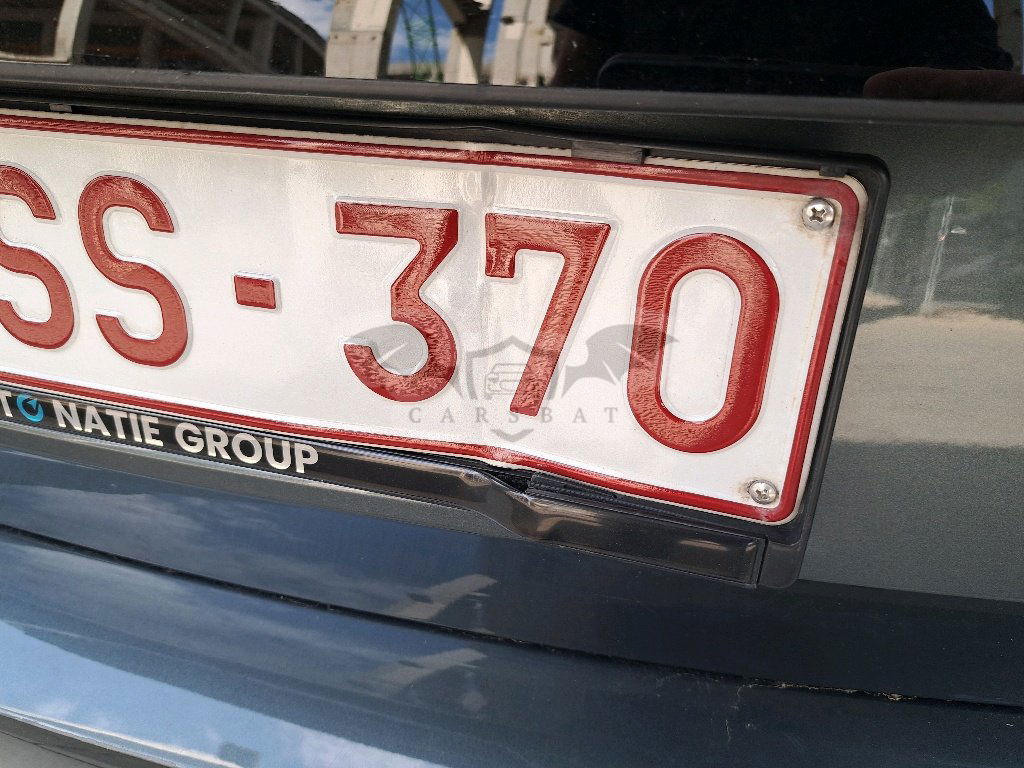 SS-370
NATIE GROUP
CARSBAT